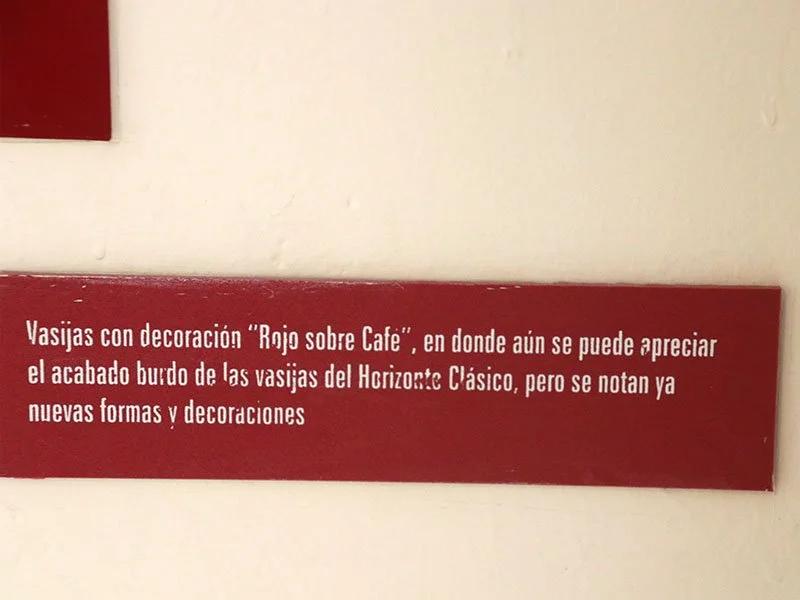 Vasijas con decoración "Rojo sobre Café", en donde aún se puede apreciar
el acabado burdo de las vasijas del Horizonte Clásico, pero se notan ya
nuevas formas y decoraciones